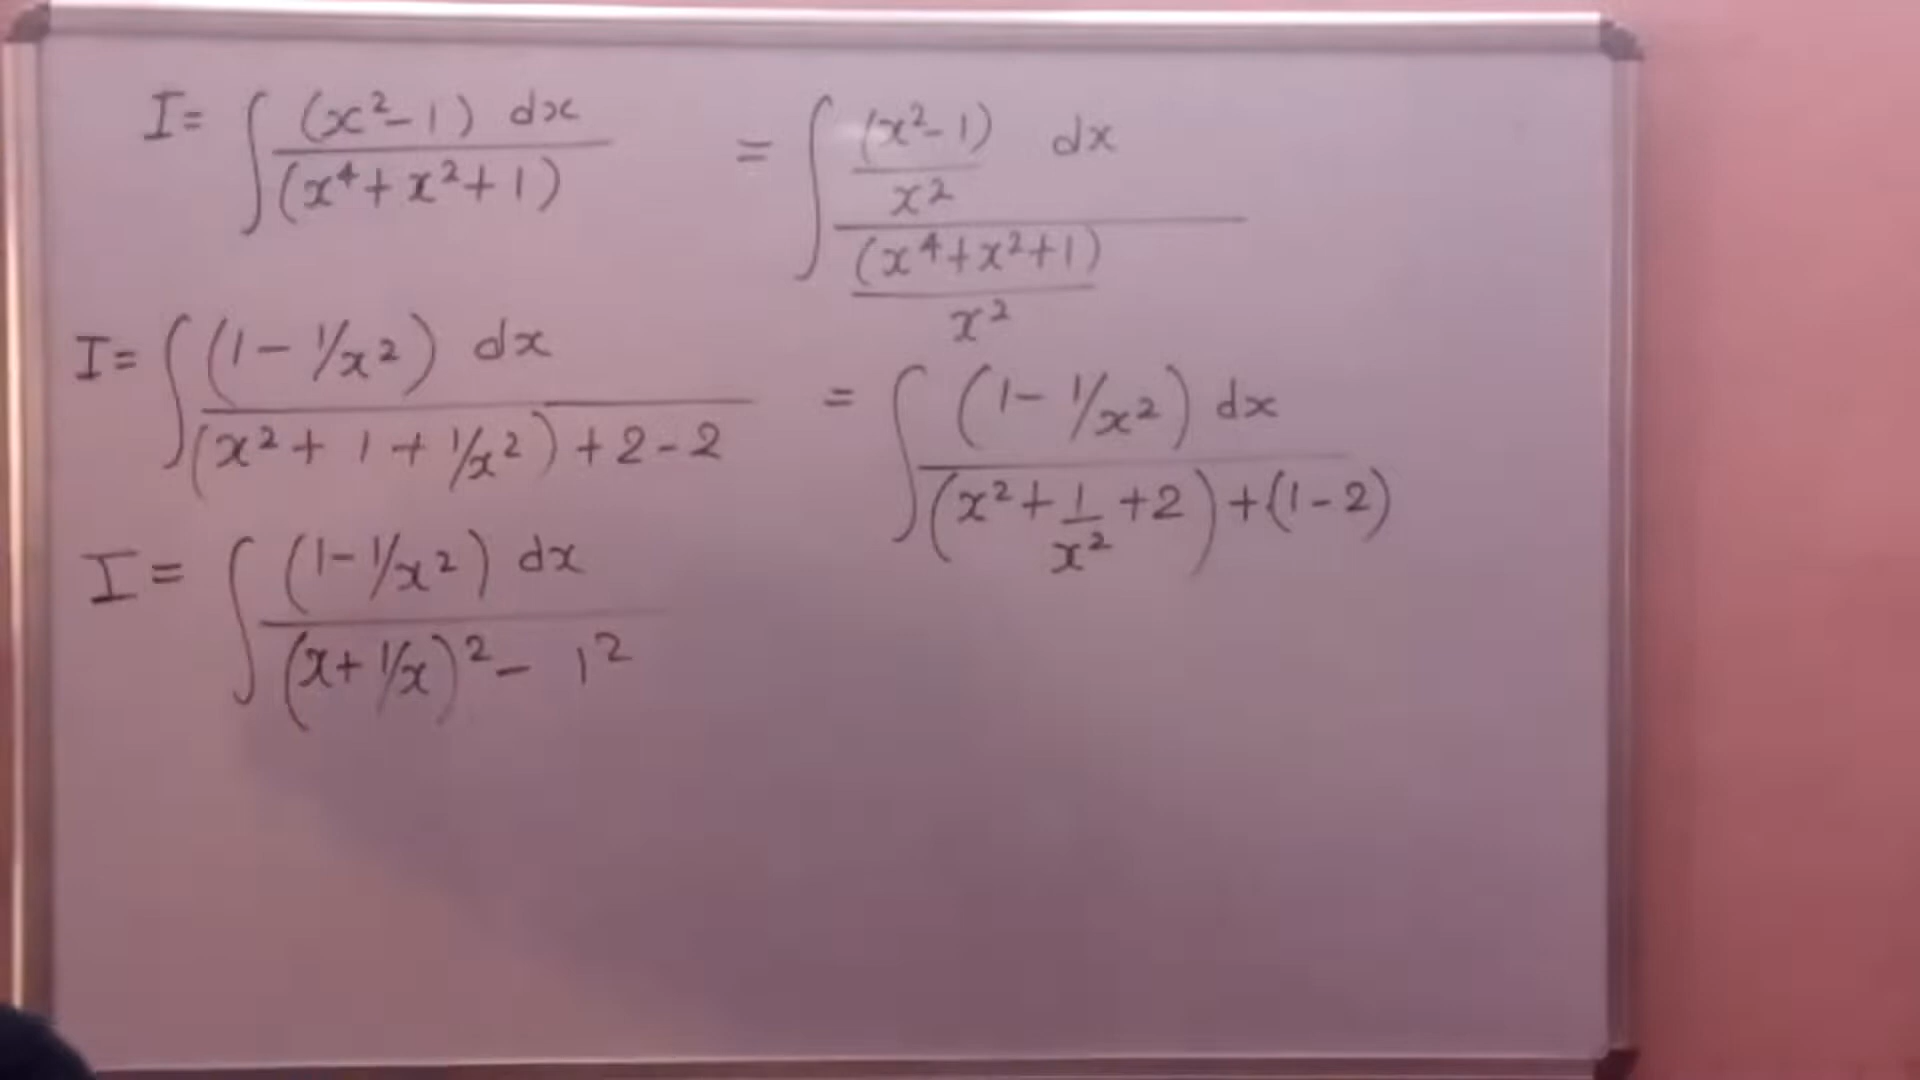 I = ∫ (x² - 1) dx / (x⁴ + x² + 1) = ∫ ((x² - 1) / x²) dx / ((x⁴ + x² + 1) / x²)
I = ∫ (1 - 1/x²) dx / (x² + 1 + 1/x²) + 2 - 2 = ∫ (1 - 1/x²) dx / (x² + 1/x² + 2) + (1 - 2)
I = ∫ (1 - 1/x²) dx / (x + 1/x)² - 1²